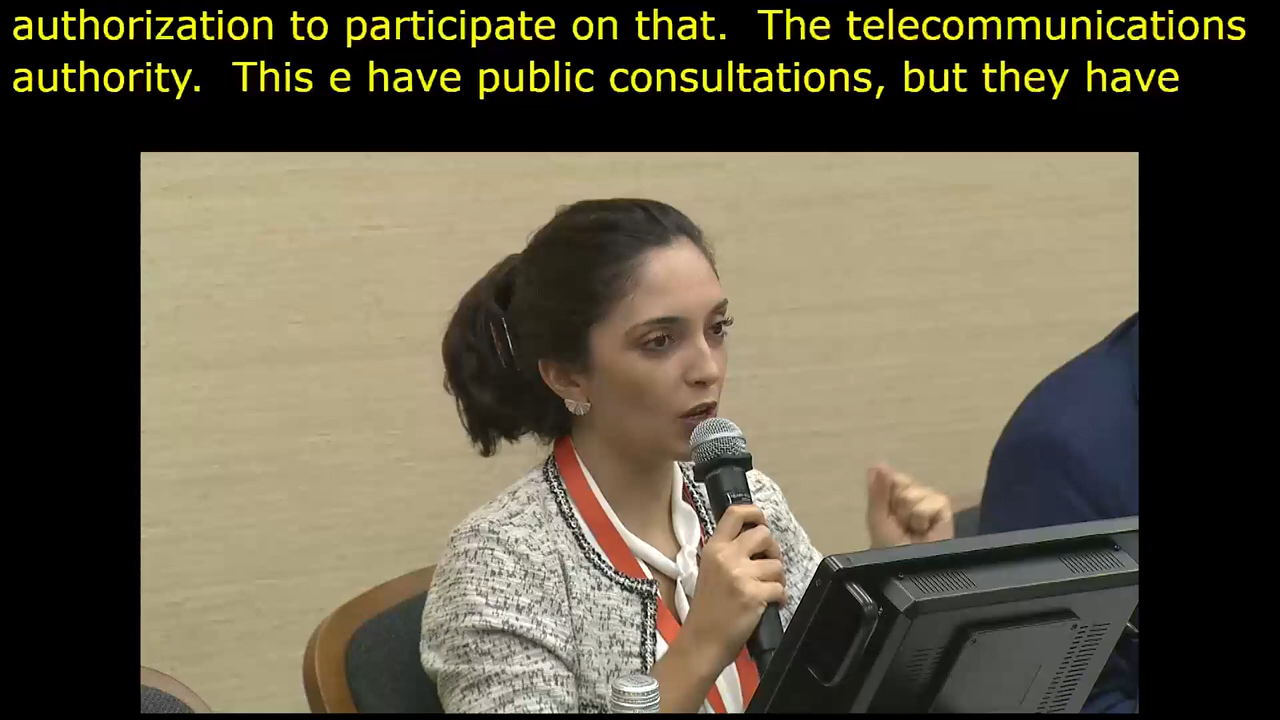 authorization to participate on that.  The telecommunications
authority.  This e have public consultations, but they have